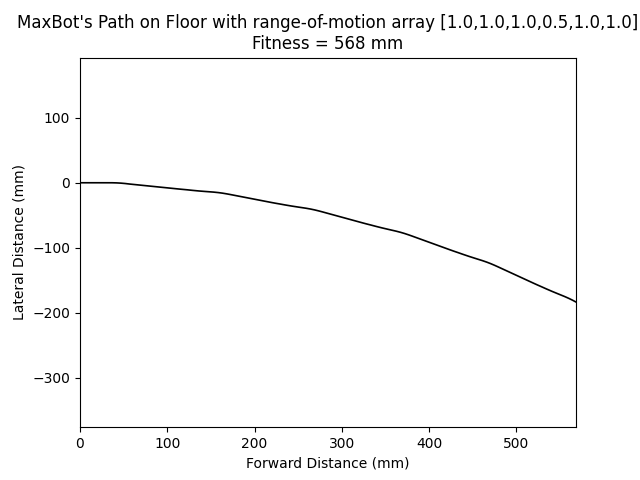 MaxBot's Path on Floor with range-of-motion array [1.0,1.0,1.0,0.5,1.0,1.0]
Fitness = 568 mm
100
0
−100
−200
−300
Lateral Distance (mm)
0 100 200 300 400 500
Forward Distance (mm)